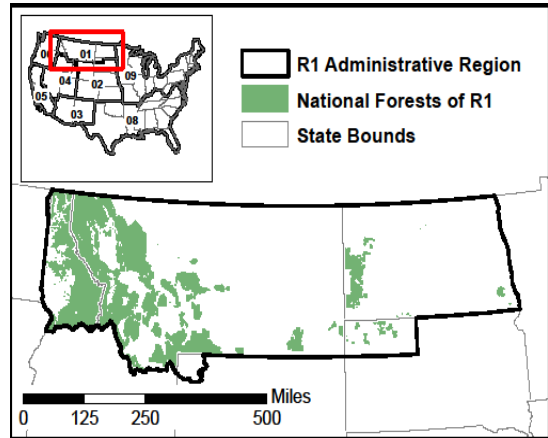 06
01
09
04
02
05
03
08
R1 Administrative Region
National Forests of R1
State Bounds
Miles
0 125 250 500